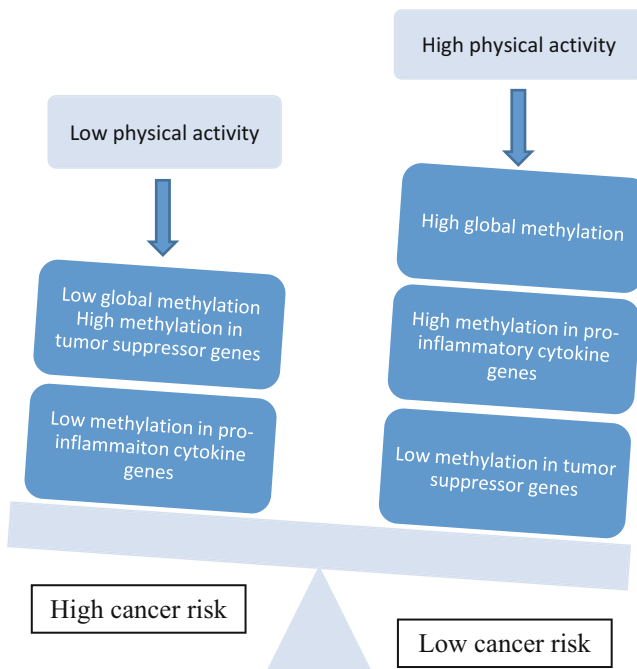 Low physical activity
Low global methylation
High methylation in
tumor suppressor genes
Low methylation in pro-
inflammaiton cytokine
genes
High cancer risk
High physical activity
High global methylation
High methylation in pro-
inflammatory cytokine
genes
Low methylation in tumor
suppressor genes
Low cancer risk